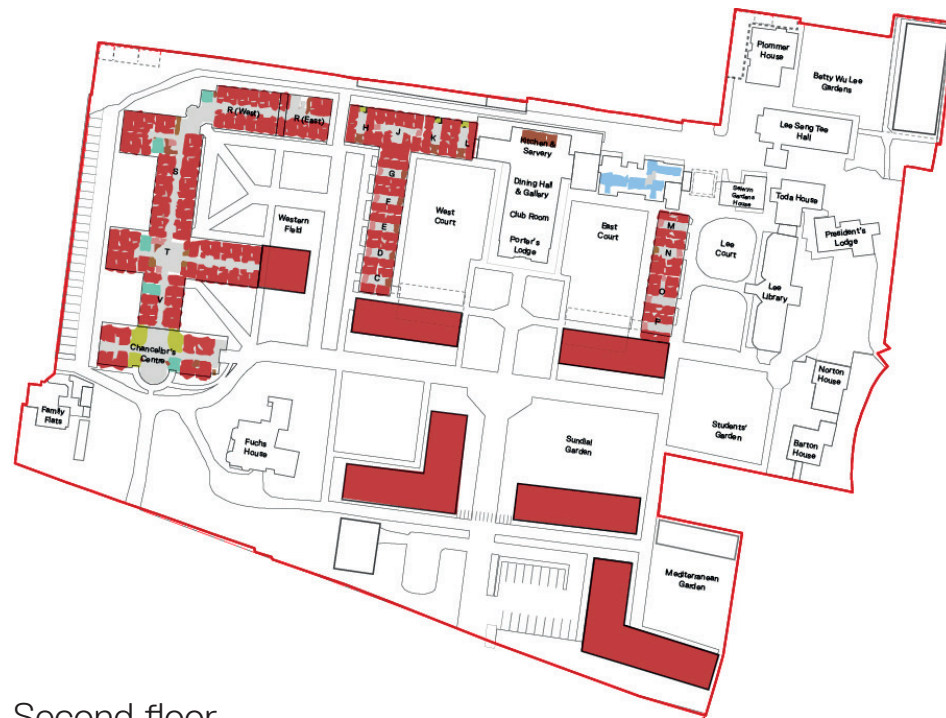 Plommer
House
Betty Wu Lee
Gardens
Lee Seng Tee
Hall
R (West)
R (East)
H
J
K
L
Kitchen &
Servery
S
G
F
E
D
C
West
Court
Dining Hall
& Gallery
Club Room
Porter's
Lodge
East
Court
M
N
O
P
Selwyn
Gardens
House
Toda House
President's
Lodge
Lee
Court
Lee
Library
Western
Field
T
V
Chancellor's
Centre
Norton
House
Family
Flats
Fuchs
House
Sundial
Garden
Students'
Garden
Barton
House
Mediterranean
Garden
Second floor